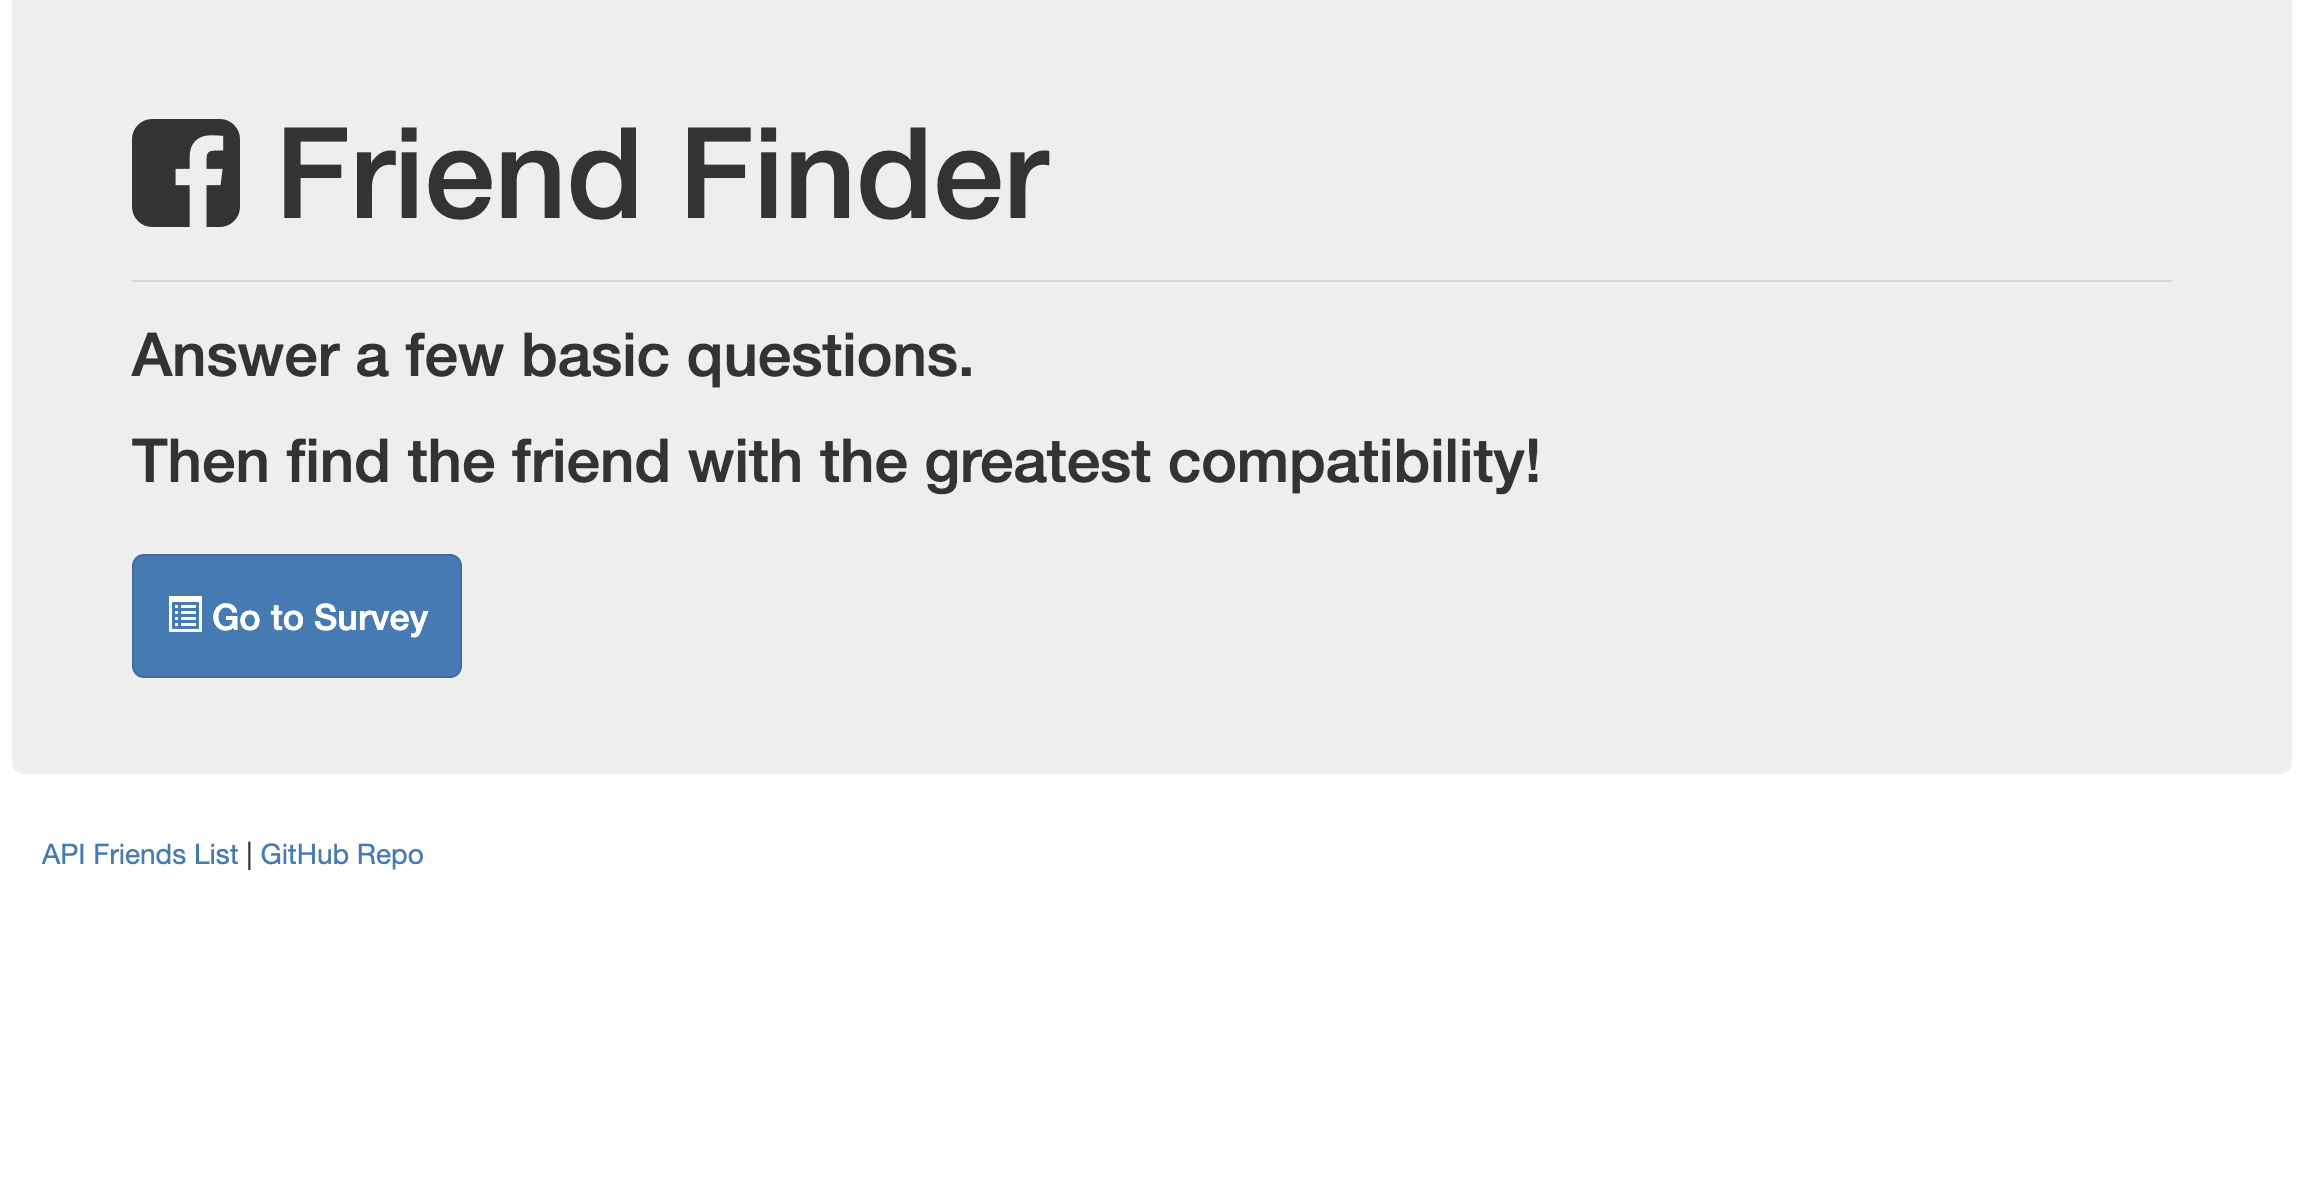 Friend Finder
Answer a few basic questions.
Then find the friend with the greatest compatibility!
Go to Survey
API Friends List | GitHub Repo